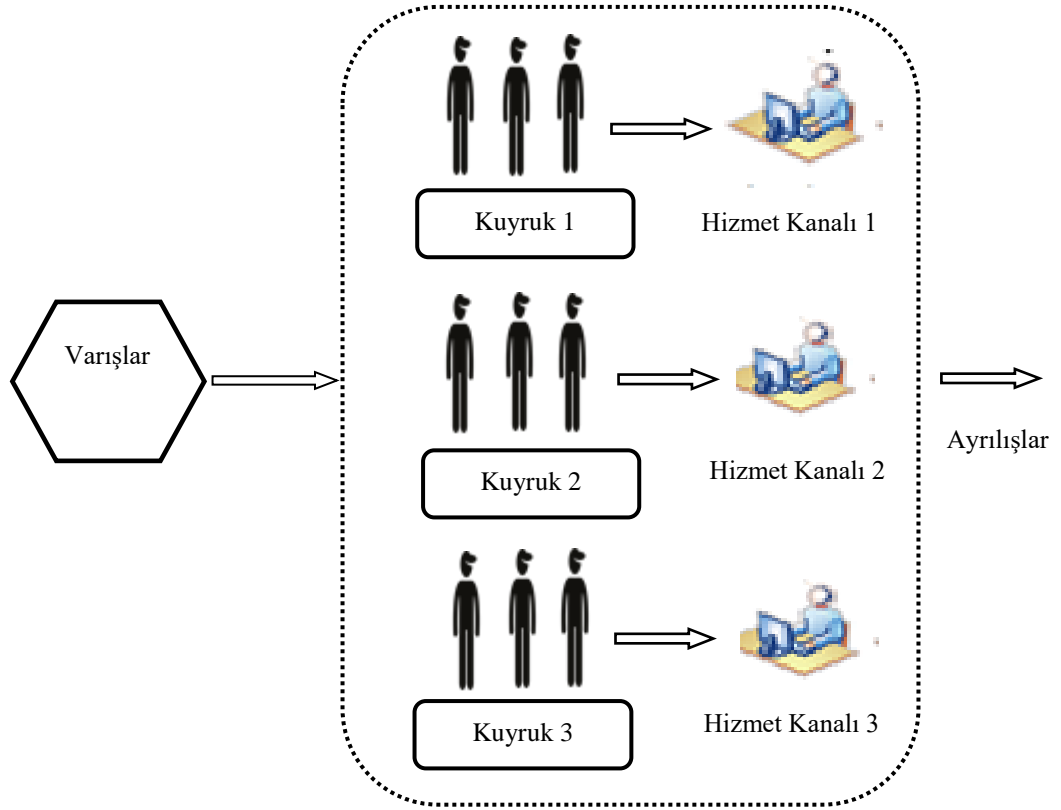 Kuyruk 1
Hizmet Kanalı 1
Varışlar
Kuyruk 2
Hizmet Kanalı 2
Ayrılışlar
Kuyruk 3
Hizmet Kanalı 3